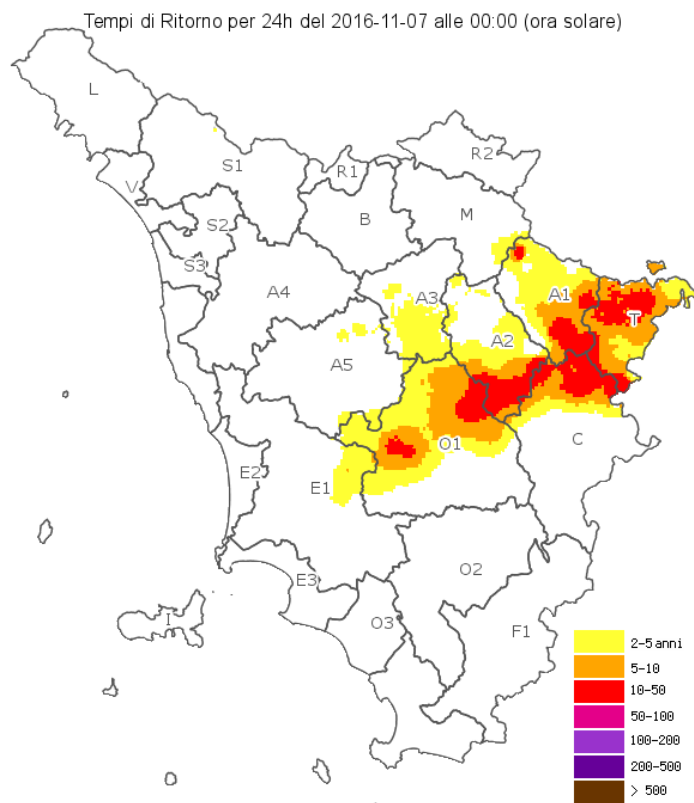 Tempi di Ritorno per 24h del 2016-11-07 alle 00:00 (ora solare)
L
R2
S1
R1
V
B
M
S2
S3
A4
A3
A1
T
A2
A5
O1
C
E2
E1
O2
E3
I
O3
F1
2-5 anni
5-10
10-50
50-100
100-200
200-500
> 500